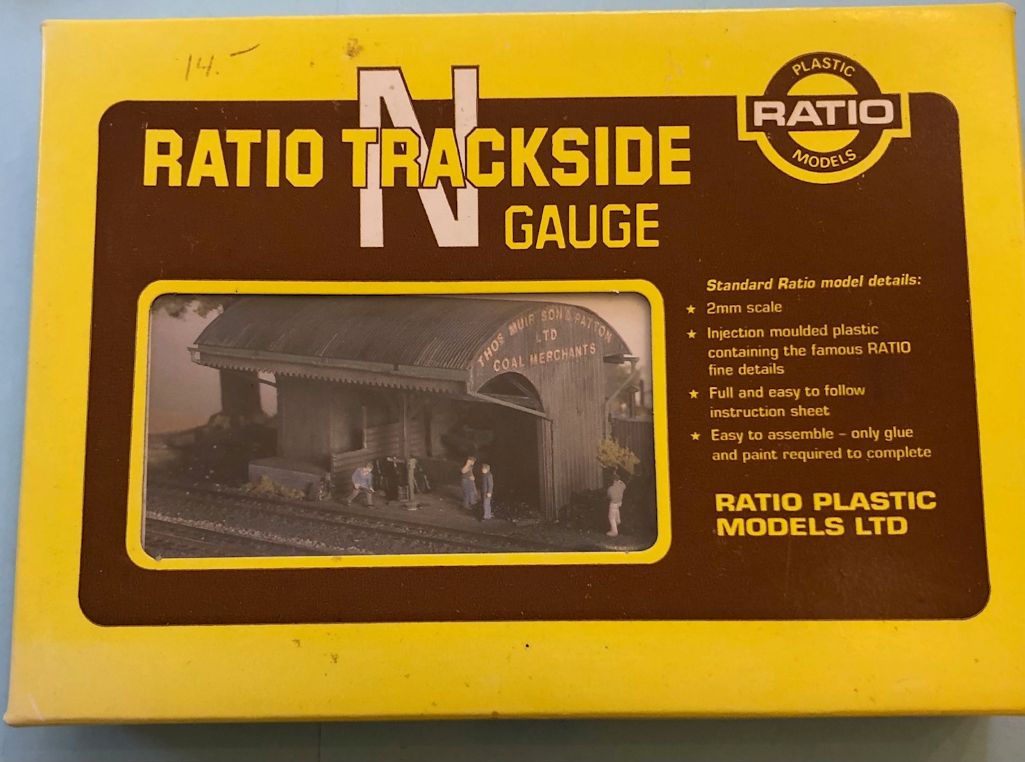 14.-
RATIO TRACKSIDE
N
GAUGE
PLASTIC
RATIO
MODELS
Standard Ratio model details:
★ 2mm scale
★ Injection moulded plastic
containing the famous RATIO
fine details
★ Full and easy to follow
instruction sheet
★ Easy to assemble – only glue
and paint required to complete
RATIO PLASTIC
MODELS LTD
THOS MUIR SON & PATTON
LTD
COAL MERCHANTS